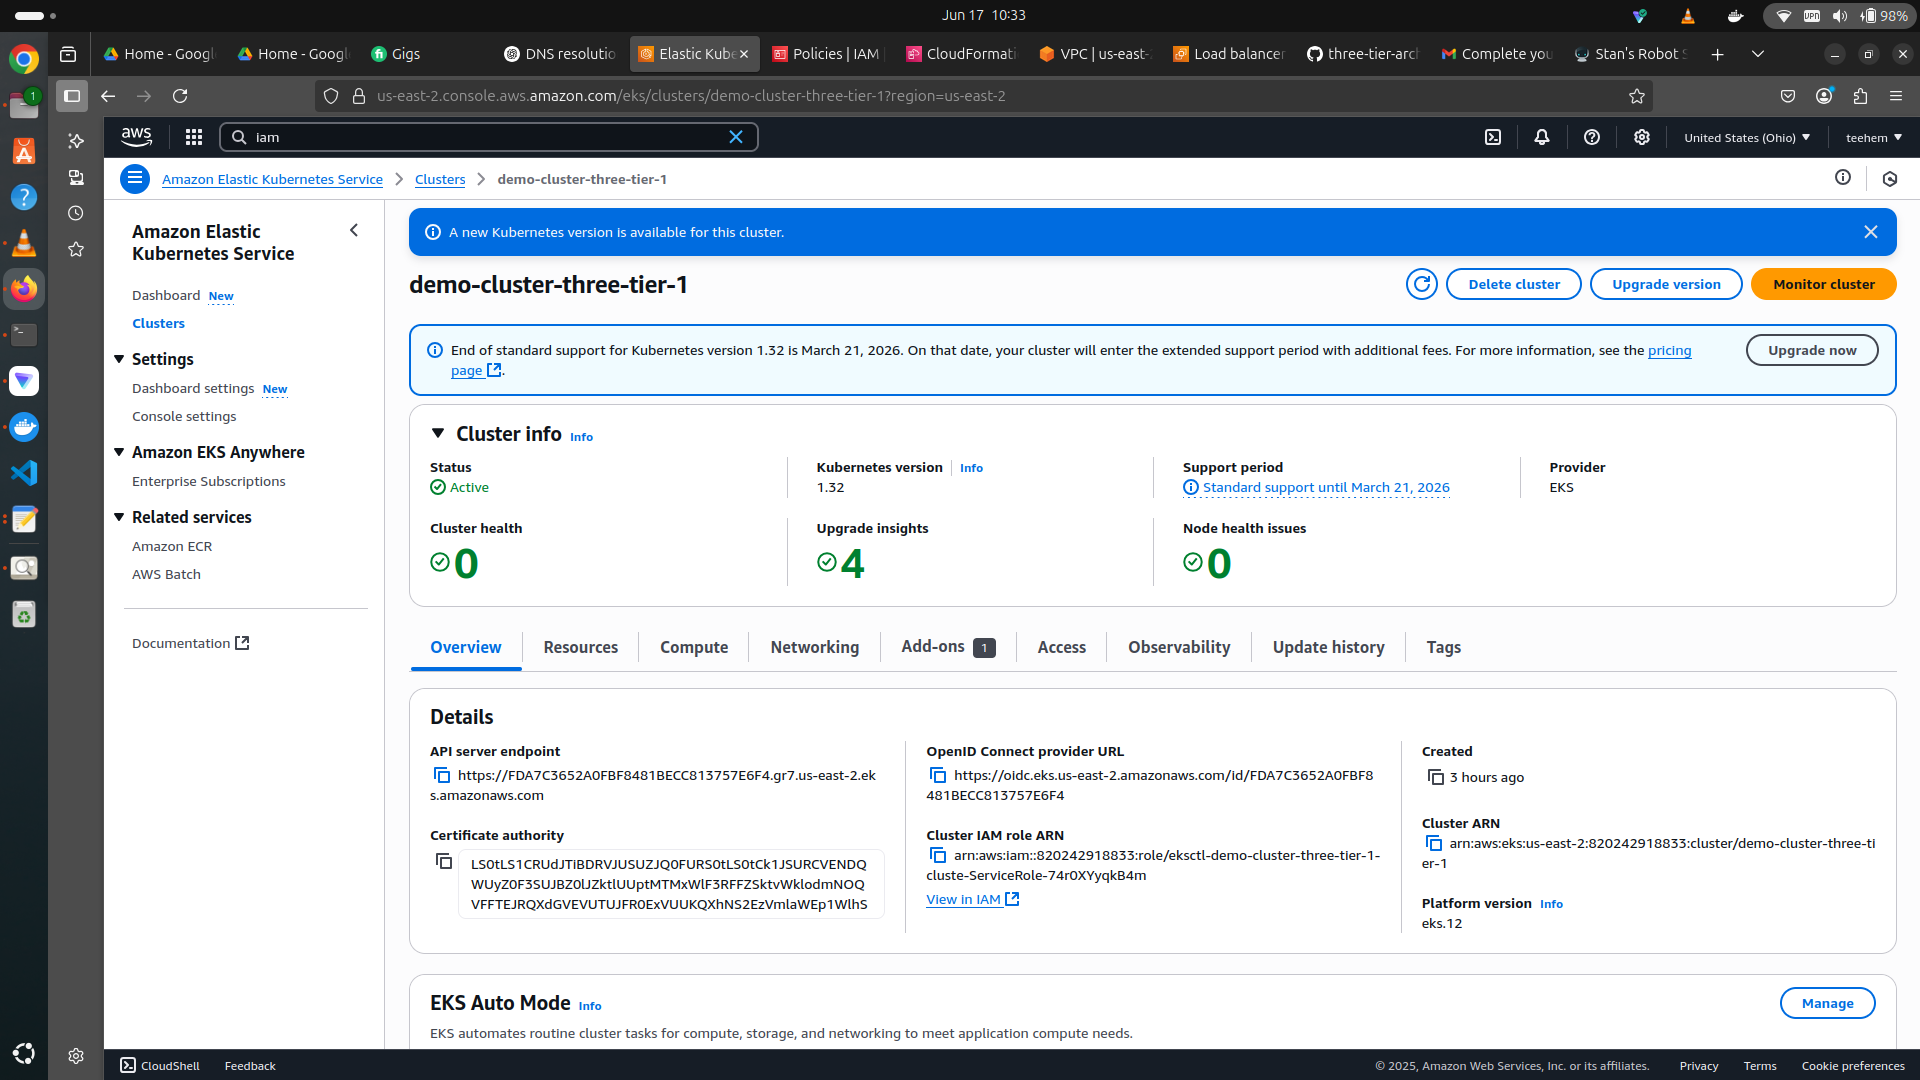 Jun 17 10:33
98%
Home - Googl
Home - Googl
Gigs
DNS resolutio
Elastic Kube
Policies | IAM
CloudFormati
VPC | us-east-
Load balancer
three-tier-arch
Complete you
Stan's Robot S
us-east-2.console.aws.amazon.com/eks/clusters/demo-cluster-three-tier-1?region=us-east-2
1
aws
iam
United States (Ohio)
teehem
Amazon Elastic Kubernetes Service
Clusters
demo-cluster-three-tier-1
Amazon Elastic
Kubernetes Service
Dashboard New
Clusters
Settings
Dashboard settings New
Console settings
Amazon EKS Anywhere
Enterprise Subscriptions
Related services
Amazon ECR
AWS Batch
Documentation
A new Kubernetes version is available for this cluster.
demo-cluster-three-tier-1
Delete cluster
Upgrade version
Monitor cluster
End of standard support for Kubernetes version 1.32 is March 21, 2026. On that date, your cluster will enter the extended support period with additional fees. For more information, see the pricing
page.
Upgrade now
Cluster info Info
Status
Active
Kubernetes version Info
1.32
Support period
Standard support until March 21, 2026
Provider
EKS
Cluster health
0
Upgrade insights
4
Node health issues
0
Overview
Resources
Compute
Networking
Add-ons 1
Access
Observability
Update history
Tags
Details
API server endpoint
https://FDA7C3652A0FBF8481BECC813757E6F4.gr7.us-east-2.ek
s.amazonaws.com
Certificate authority
LS0tLS1CRUdJTiBDRVJUSUZJQ0FURS0tLS0tCk1JSURCVENDQ
WUyZ0F3SUJBZ0lJZktlUUptMTMxWlF3RFFZSktvWklodmNOQ
VFFTEJRQXdGVEVUTUJFR0ExVUUKQXhNS2EzVmlaWEp1WlhS
OpenID Connect provider URL
https://oidc.eks.us-east-2.amazonaws.com/id/FDA7C3652A0FBF8
481BECC813757E6F4
Cluster IAM role ARN
arn:aws:iam::820242918833:role/eksctl-demo-cluster-three-tier-1-
cluste-ServiceRole-74r0XYyqkB4m
View in IAM
Created
3 hours ago
Cluster ARN
arn:aws:eks:us-east-2:820242918833:cluster/demo-cluster-three-ti
er-1
Platform version Info
eks.12
EKS Auto Mode Info
EKS automates routine cluster tasks for compute, storage, and networking to meet application compute needs.
Manage
CloudShell
Feedback
© 2025, Amazon Web Services, Inc. or its affiliates.
Privacy
Terms
Cookie preferences